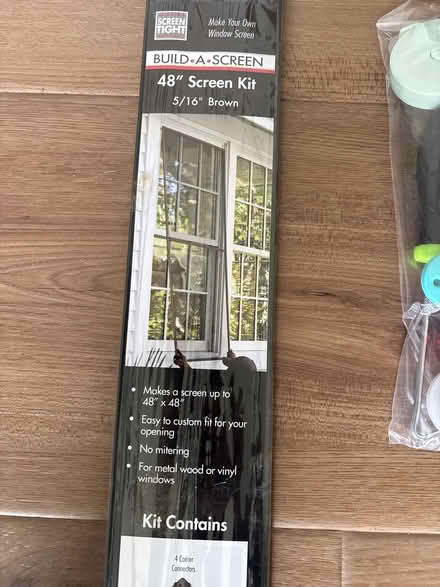 SCREEN
TIGHT
Make Your Own
Window Screen
BUILD•A•SCREEN
48" Screen Kit
5/16" Brown
• Makes a screen up to
48" x 48"
• Easy to custom fit for your
opening
• No mitering
• For metal wood or vinyl
windows
Kit Contains
4 Corner
Connectors